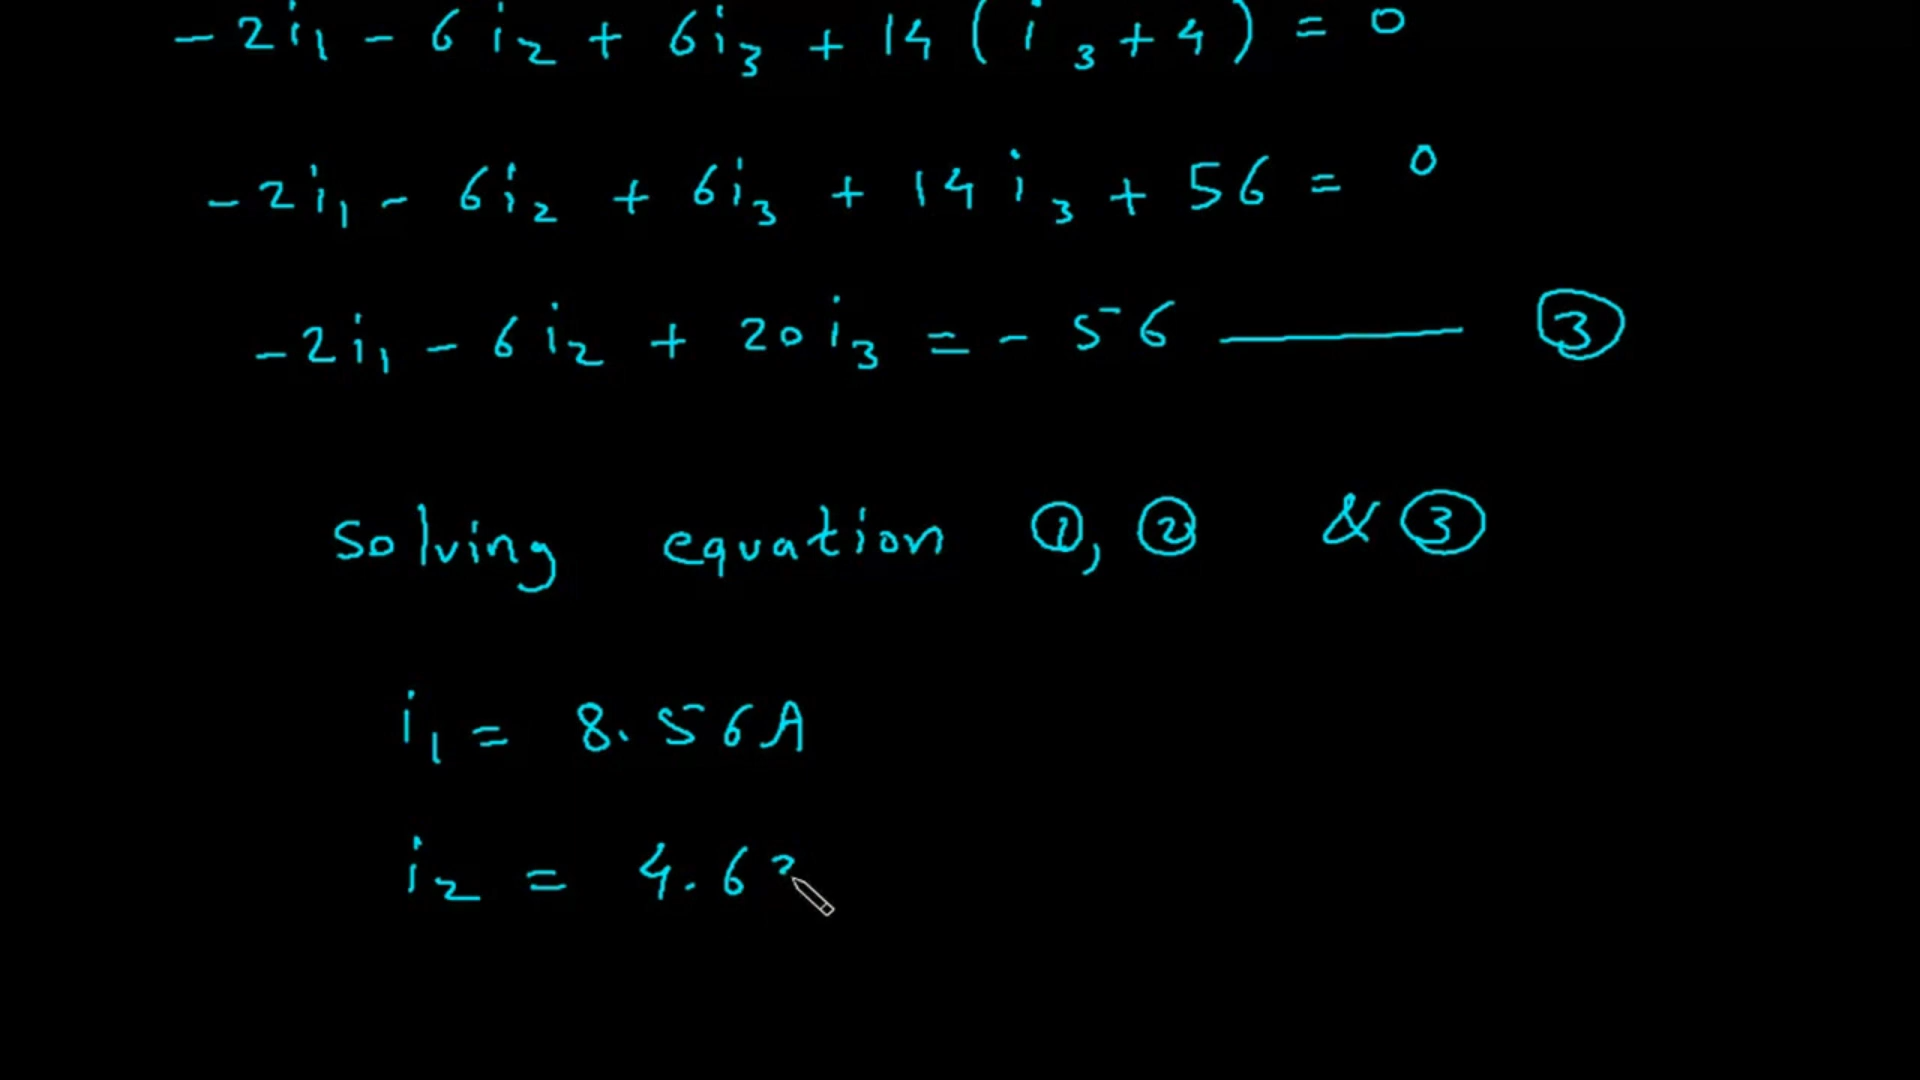 -2i₁ - 6i₂ + 6i₃ + 14(i₃+4) = 0
-2i₁ - 6i₂ + 6i₃ + 14i₃ + 56 = 0
-2i₁ - 6i₂ + 20i₃ = -56 ——— ③
Solving equation ①, ② & ③
i₁ = 8.56A
i₂ = 4.6